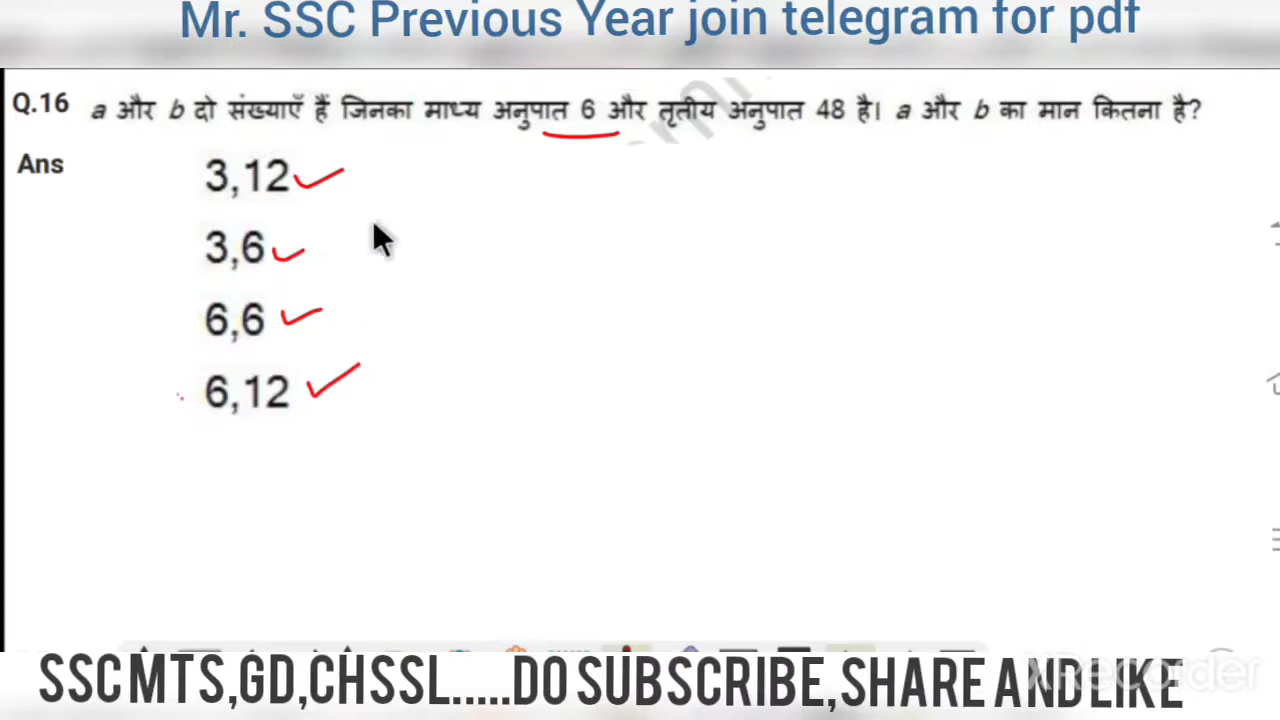 Mr. SSC Previous Year join telegram for pdf
Q.16 a और b दो संख्याएँ हैं जिनका माध्य अनुपात 6 और तृतीय अनुपात 48 है। a और b का मान कितना है?
Ans
3,12
3,6
6,6
6,12
SSC MTS,GD,CHSSL.....DO SUBSCRIBE,SHARE AND LIKE
XRecorder